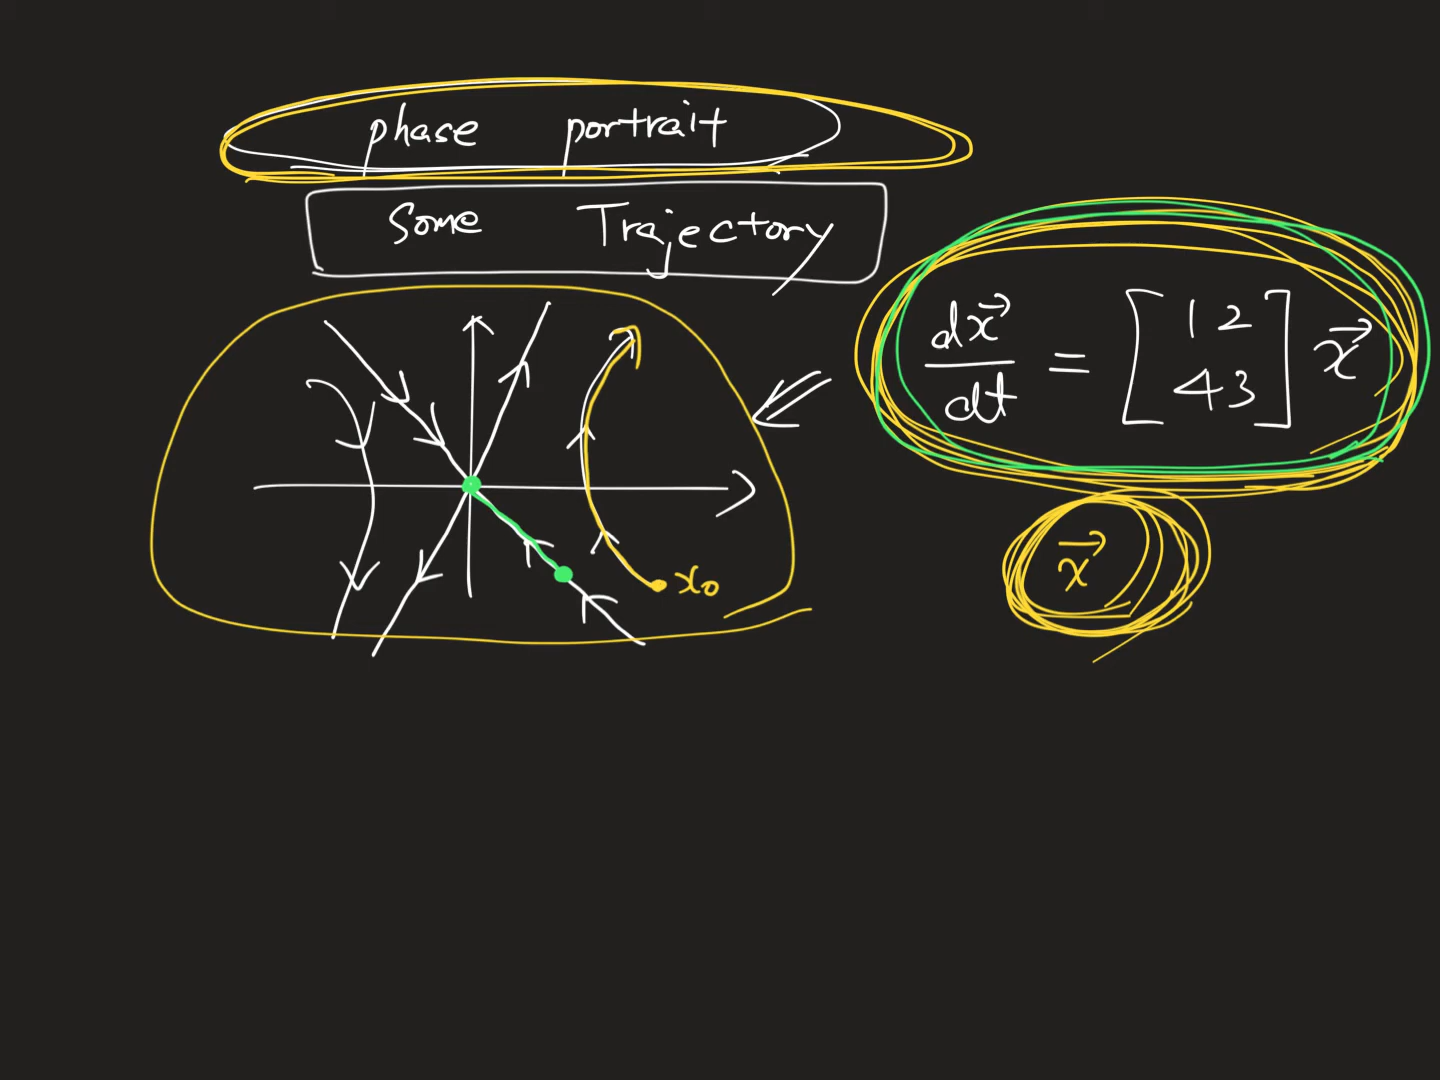 phase portrait
Some Trajectory
dx⃗/dt = [1 2
4 3] x⃗
x⃗
x₀